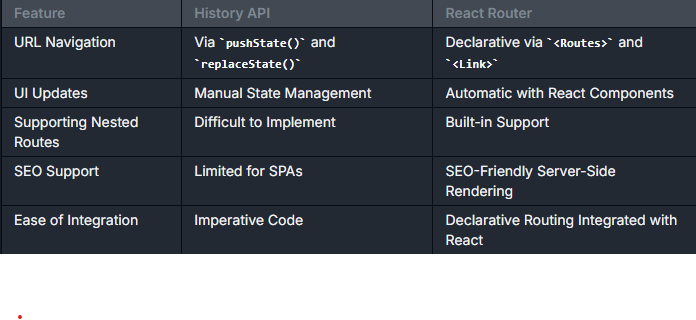 Feature History API React Router
URL Navigation Via `pushState()` and Declarative via `<Routes>` and
`replaceState()` `<Link>`
UI Updates Manual State Management Automatic with React Components
Supporting Nested Difficult to Implement Built-in Support
Routes
SEO Support Limited for SPAs SEO-Friendly Server-Side
Rendering
Ease of Integration Imperative Code Declarative Routing Integrated with
React